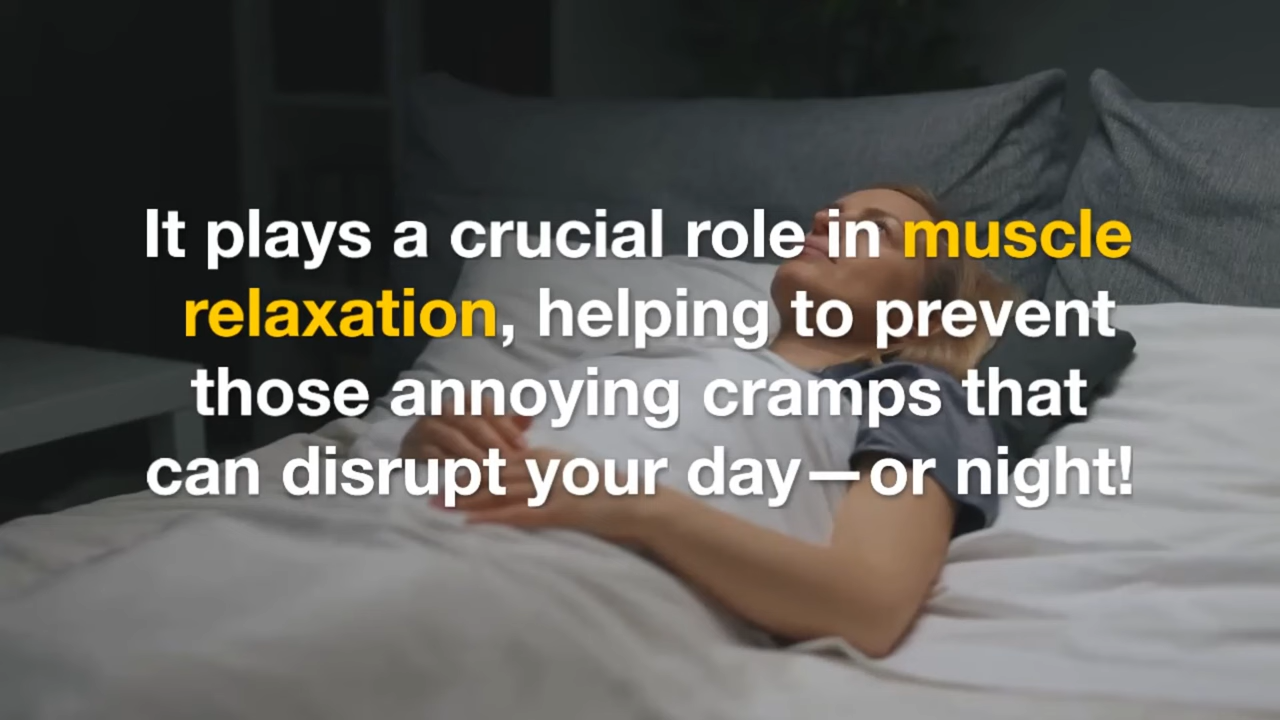 It plays a crucial role in muscle
relaxation, helping to prevent
those annoying cramps that
can disrupt your day—or night!